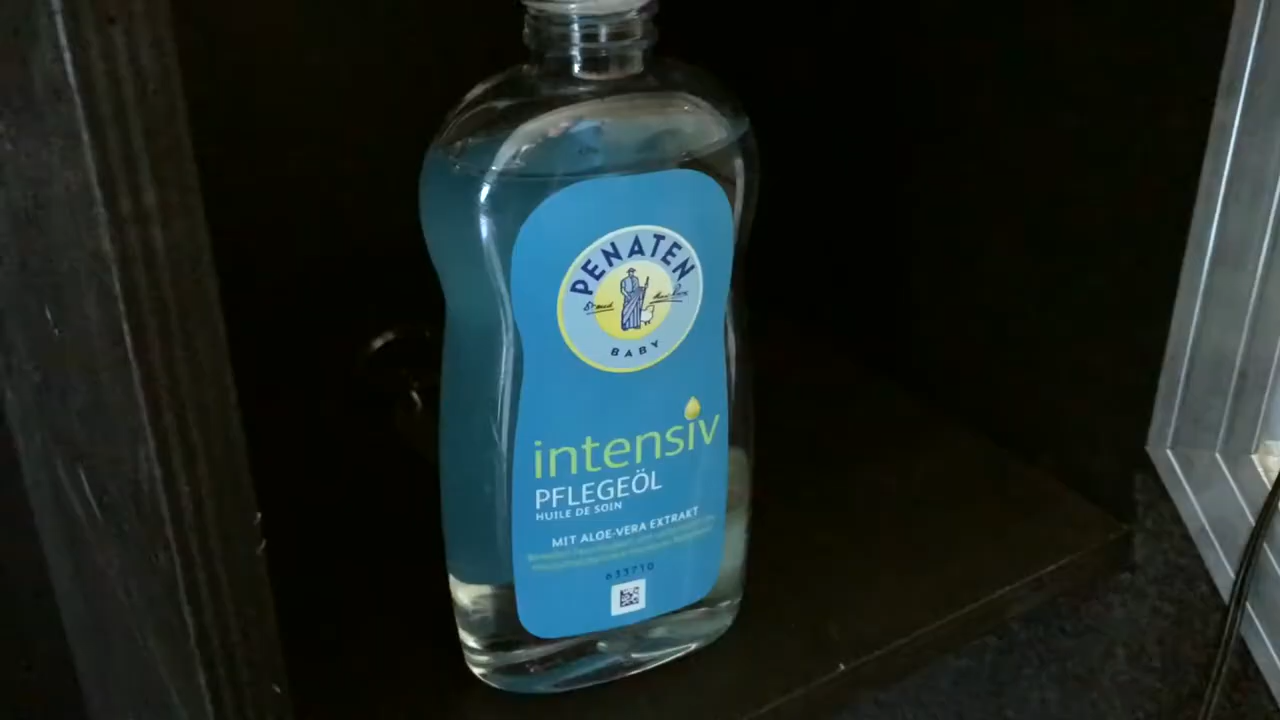 PENATEN
BABY
intensiv
PFLEGEÖL
HUILE DE SOIN
MIT ALOE-VERA EXTRAKT
633710